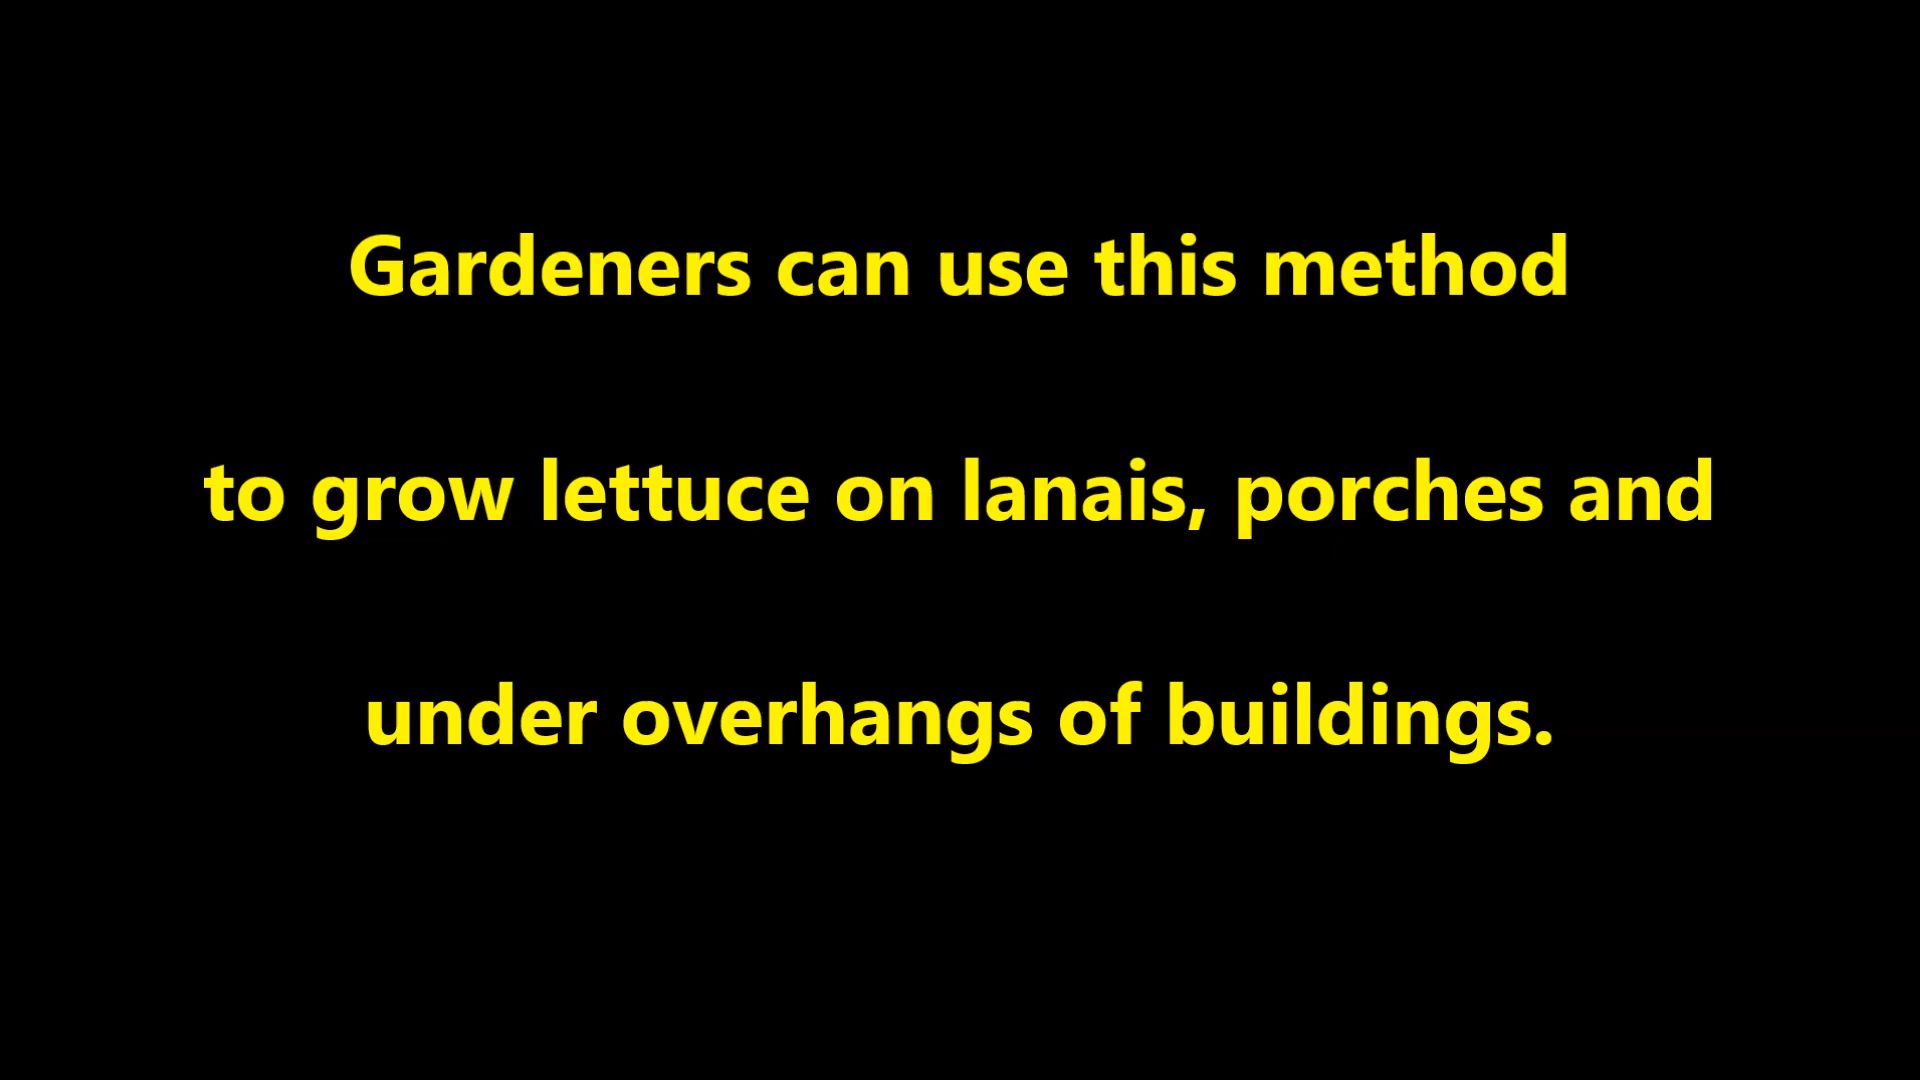 Gardeners can use this method
to grow lettuce on lanais, porches and
under overhangs of buildings.